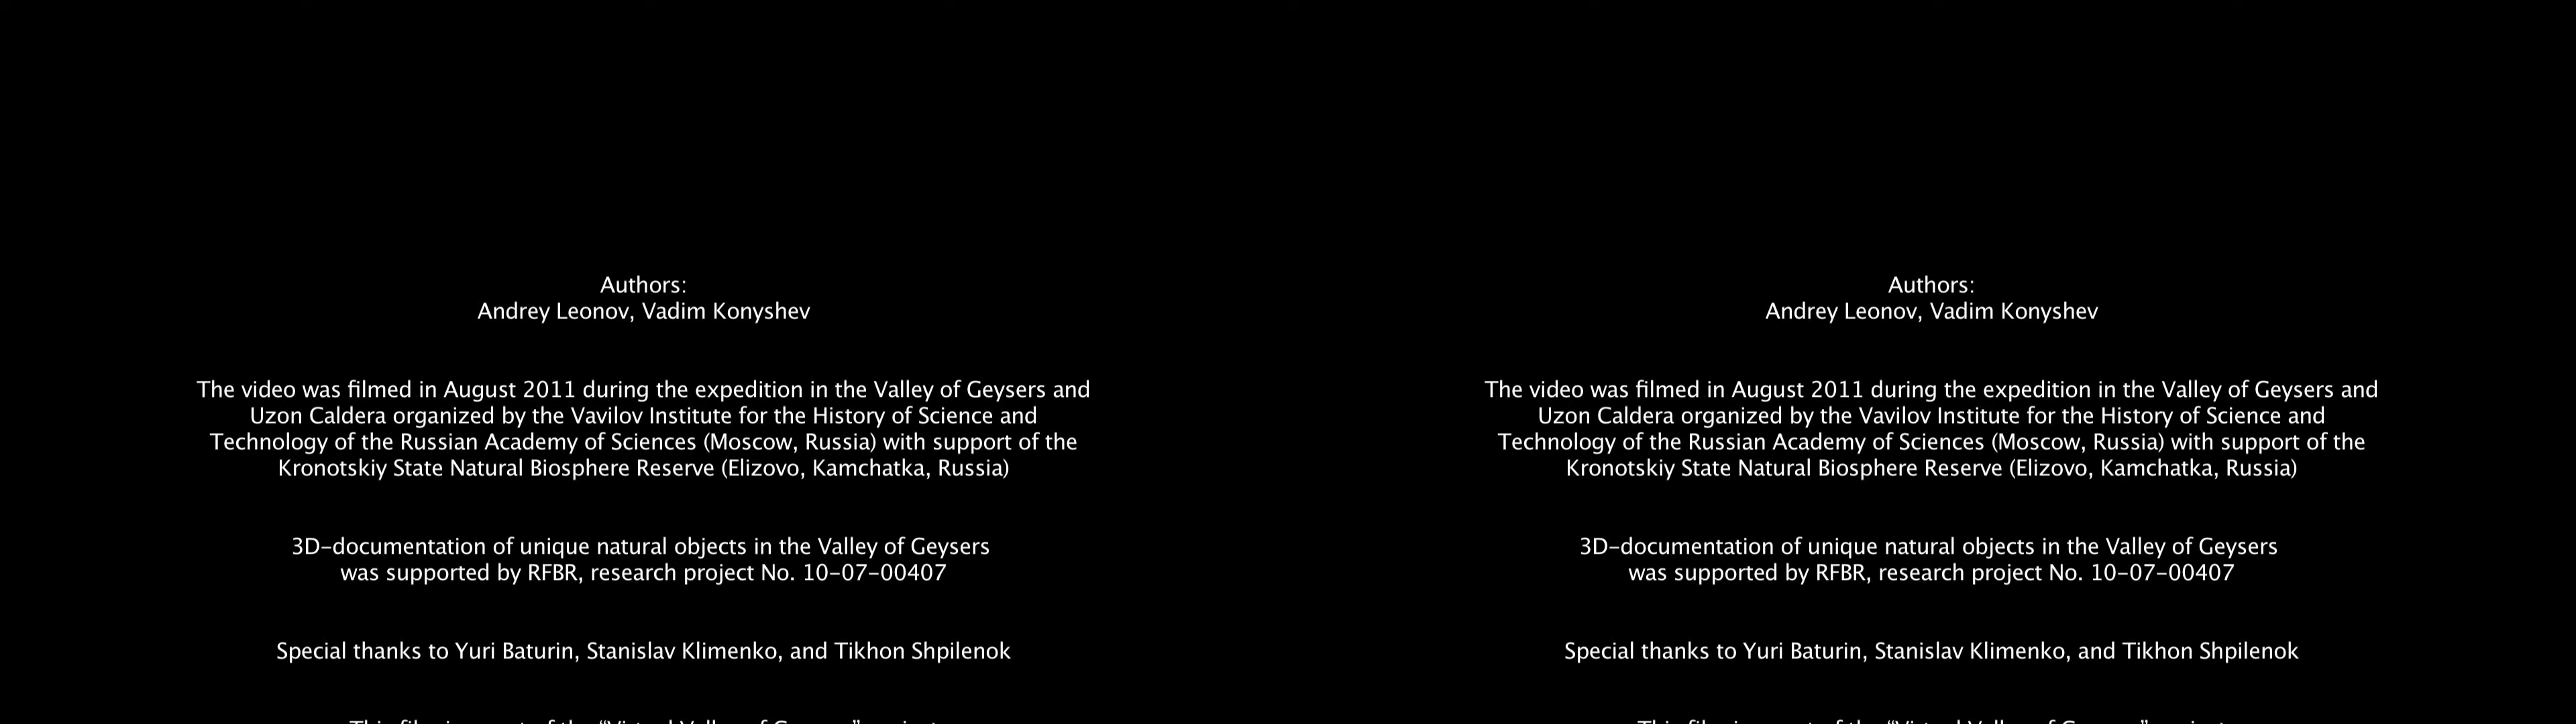 Authors:
Andrey Leonov, Vadim Konyshev
The video was filmed in August 2011 during the expedition in the Valley of Geysers and
Uzon Caldera organized by the Vavilov Institute for the History of Science and
Technology of the Russian Academy of Sciences (Moscow, Russia) with support of the
Kronotskiy State Natural Biosphere Reserve (Elizovo, Kamchatka, Russia)
3D-documentation of unique natural objects in the Valley of Geysers
was supported by RFBR, research project No. 10-07-00407
Special thanks to Yuri Baturin, Stanislav Klimenko, and Tikhon Shpilenok
Authors:
Andrey Leonov, Vadim Konyshev
The video was filmed in August 2011 during the expedition in the Valley of Geysers and
Uzon Caldera organized by the Vavilov Institute for the History of Science and
Technology of the Russian Academy of Sciences (Moscow, Russia) with support of the
Kronotskiy State Natural Biosphere Reserve (Elizovo, Kamchatka, Russia)
3D-documentation of unique natural objects in the Valley of Geysers
was supported by RFBR, research project No. 10-07-00407
Special thanks to Yuri Baturin, Stanislav Klimenko, and Tikhon Shpilenok